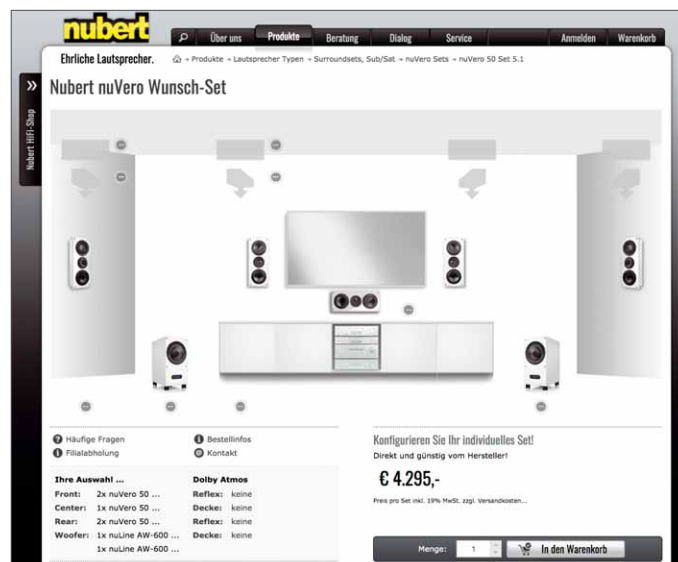 nubert
Über uns Produkte Beratung Dialog Service Anmelden Warenkorb
Ehrliche Lautsprecher.
→ Produkte → Lautsprecher Typen → Surroundsets, Sub/Sat → nuVero Sets → nuVero 50 Set 5.1
Nubert HiFi-Shop
Nubert nuVero Wunsch-Set
Häufige Fragen
Bestellinfos
Filialabholung
Kontakt
Ihre Auswahl ...
Front: 2x nuVero 50 ...
Center: 1x nuVero 50 ...
Rear: 2x nuVero 50 ...
Woofer: 1x nuLine AW-600 ...
1x nuLine AW-600 ...
Dolby Atmos
Reflex: keine
Decke: keine
Reflex: keine
Decke: keine
Konfigurieren Sie Ihr individuelles Set!
Direkt und günstig vom Hersteller!
€ 4.295,-
Preis pro Set inkl. 19% MwSt. zzgl. Versandkosten...
Menge: 1 In den Warenkorb